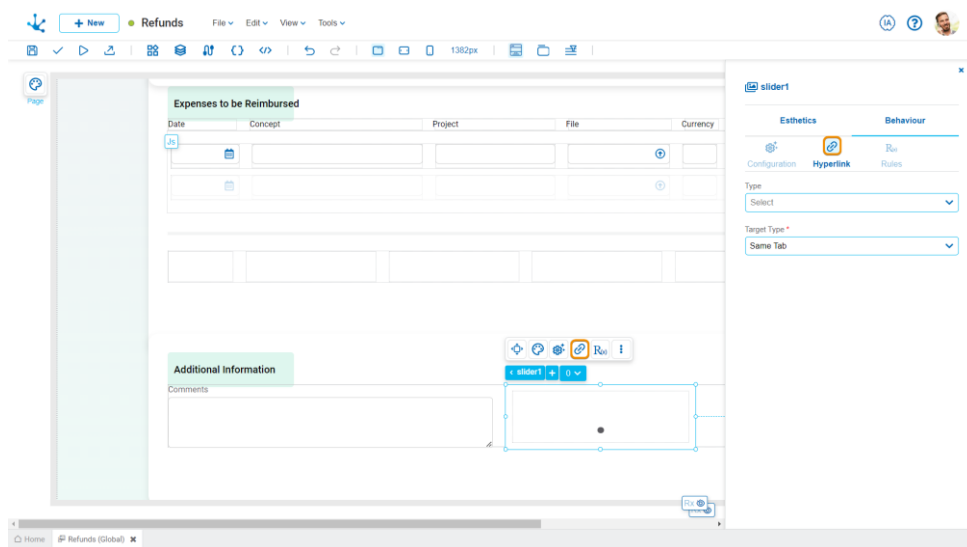 + New
Refunds
File
Edit
View
Tools
IA
?
1382px
Page
Expenses to be Reimbursed
Date
Concept
Project
File
Currency
Js
Additional Information
Comments
R(x)
slider1
+
0
Rx
slider1
Esthetics
Behaviour
R(x)
Configuration
Hyperlink
Rules
Type
Select
Target Type *
Same Tab
Home
Refunds (Global)